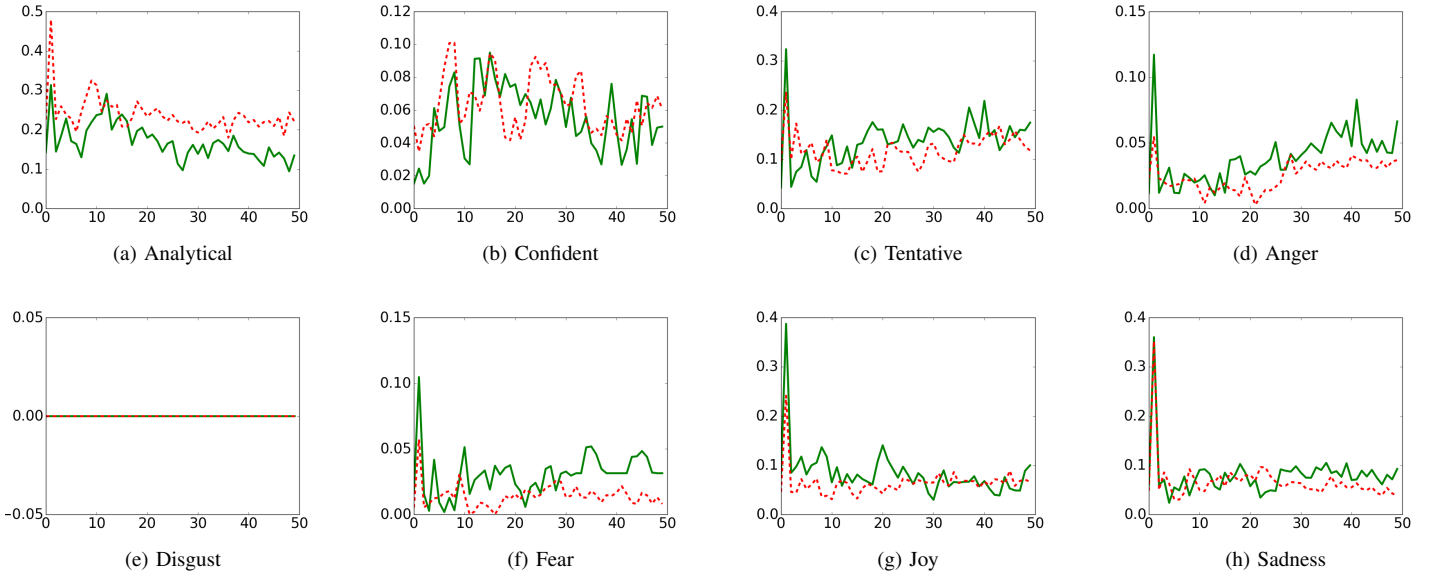 0.5
0.4
0.3
0.2
0.1
0.0
0 10 20 30 40 50
(a) Analytical
0.12
0.10
0.08
0.06
0.04
0.02
0.00
0 10 20 30 40 50
(b) Confident
0.4
0.3
0.2
0.1
0.0
0 10 20 30 40 50
(c) Tentative
0.15
0.10
0.05
0.00
0 10 20 30 40 50
(d) Anger
0.05
0.00
−0.05
0 10 20 30 40 50
(e) Disgust
0.15
0.10
0.05
0.00
0 10 20 30 40 50
(f) Fear
0.4
0.3
0.2
0.1
0.0
0 10 20 30 40 50
(g) Joy
0.4
0.3
0.2
0.1
0.0
0 10 20 30 40 50
(h) Sadness